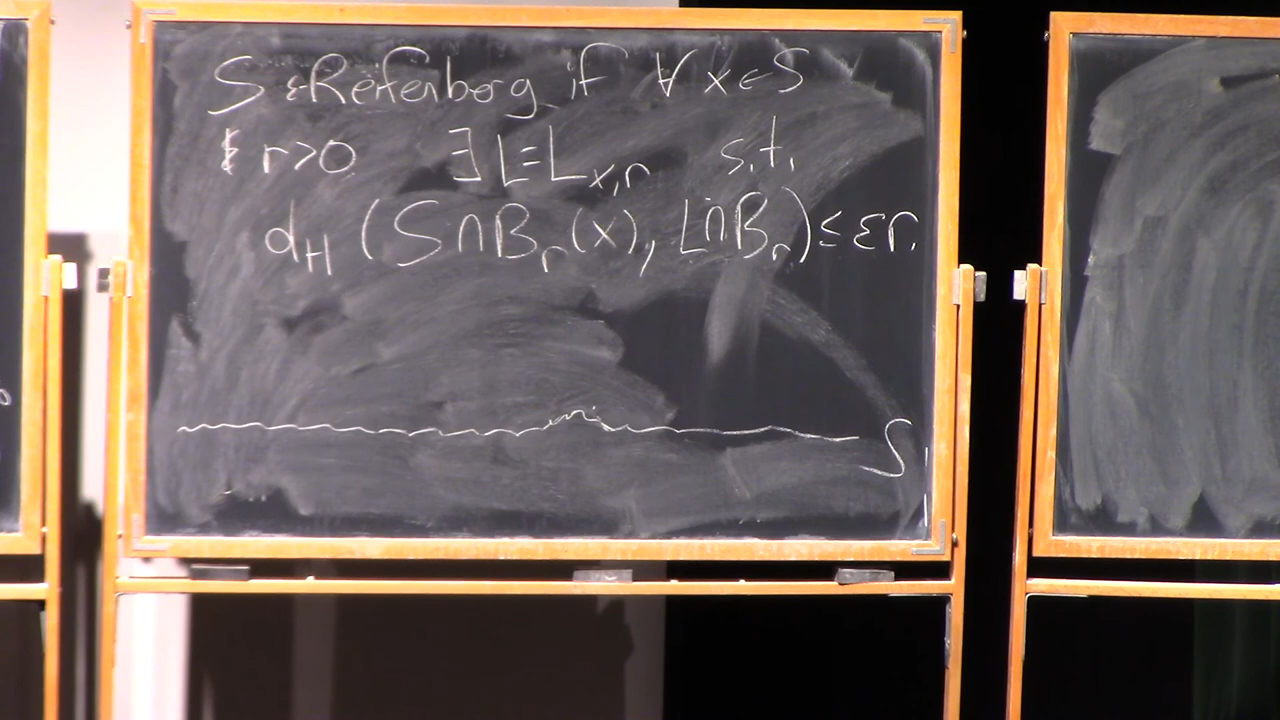 S ε-Reifenberg if ∀ x ∈ S
& r>0 ∃ L=L_{x,r} s.t.
d_H (S∩B_r(x), L∩B_r) ≤ εr.
S